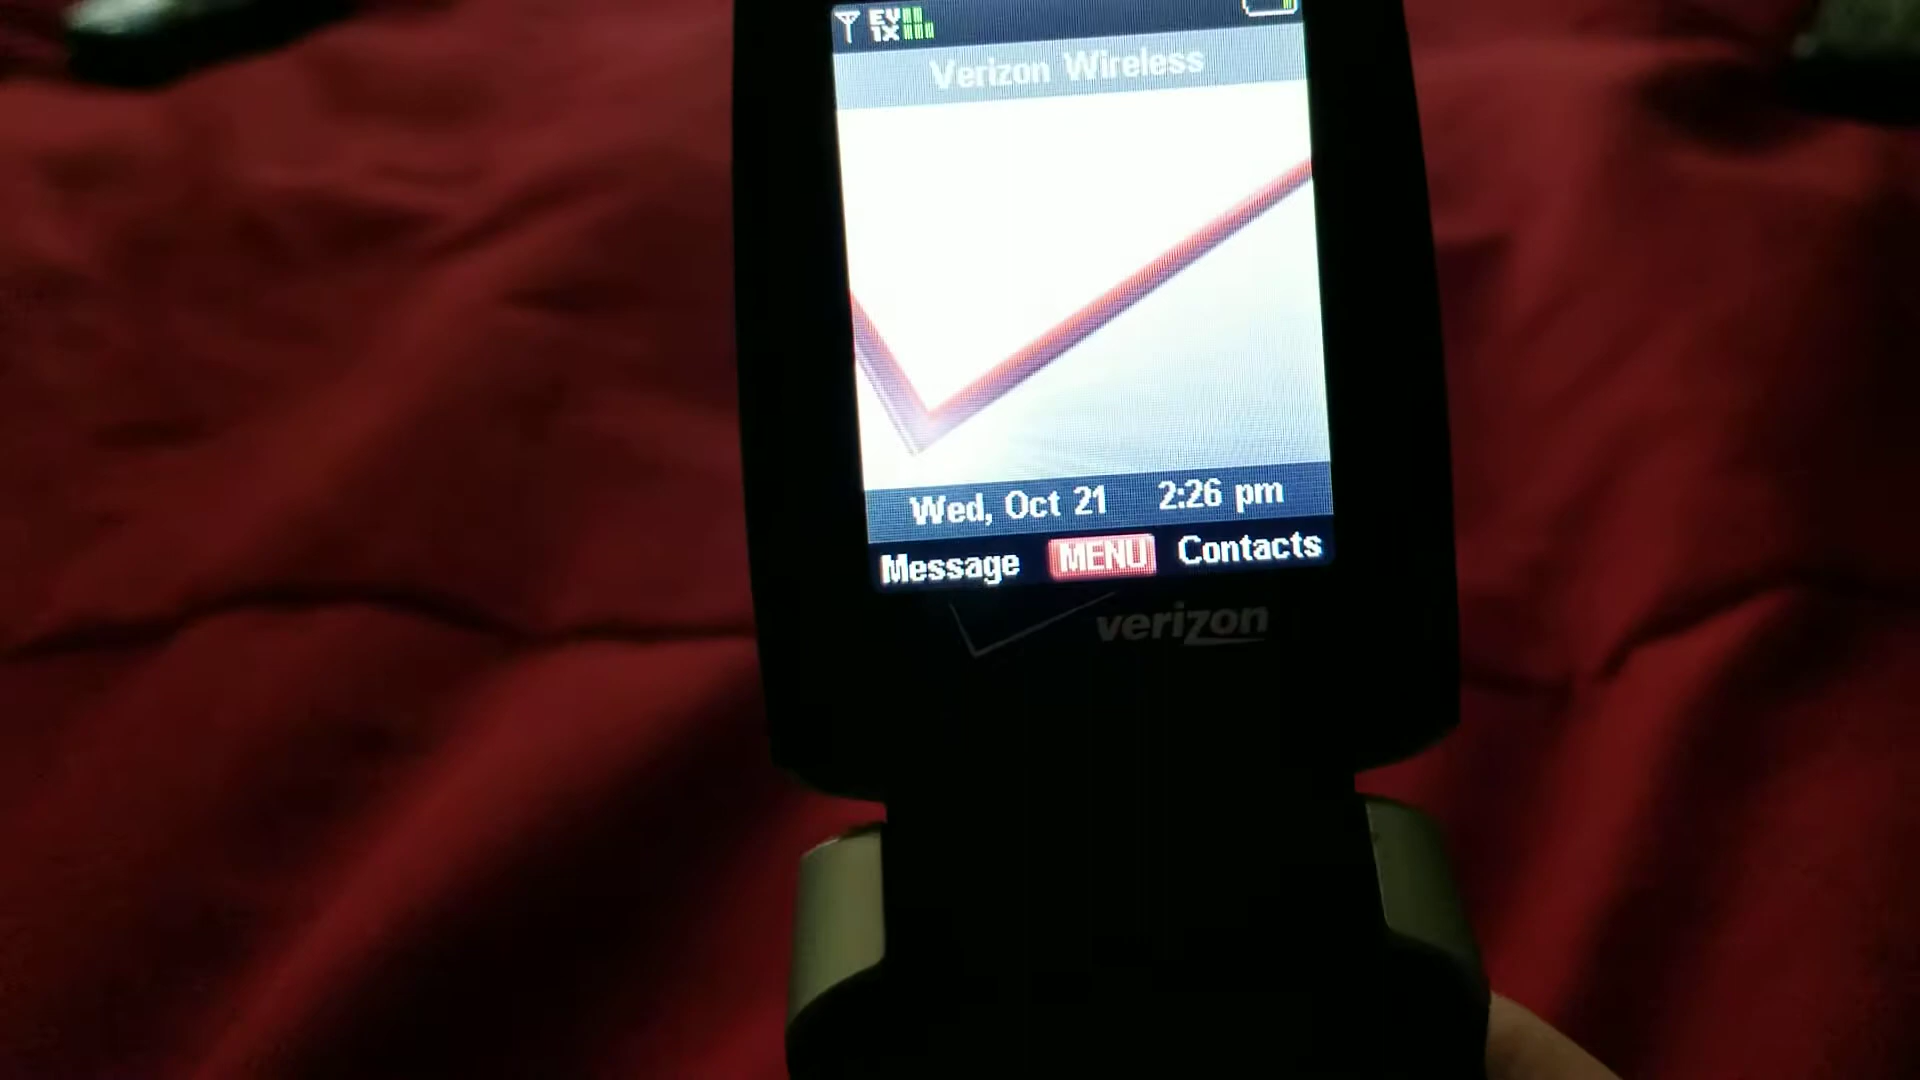 EV
1X
Verizon Wireless
Wed, Oct 21 2:26 pm
Message MENU Contacts
verizon